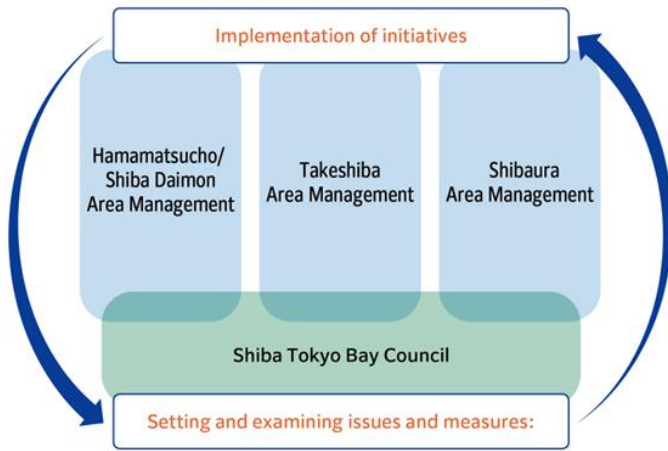 Implementation of initiatives
Hamamatsucho/
Shiba Daimon
Area Management
Takeshiba
Area Management
Shibaura
Area Management
Shiba Tokyo Bay Council
Setting and examining issues and measures: